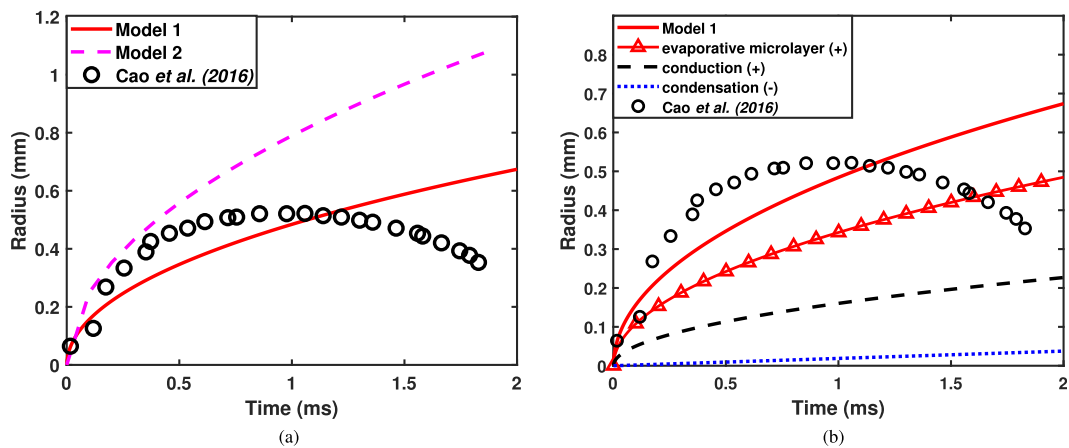 1.2
1
0.8
0.6
0.4
0.2
0
Radius (mm)
Model 1
Model 2
Cao et al. (2016)
0 0.5 1 1.5 2
Time (ms)
(a)
0.8
0.7
0.6
0.5
0.4
0.3
0.2
0.1
0
Radius (mm)
Model 1
evaporative microlayer (+)
conduction (+)
condensation (-)
Cao et al. (2016)
0 0.5 1 1.5 2
Time (ms)
(b)